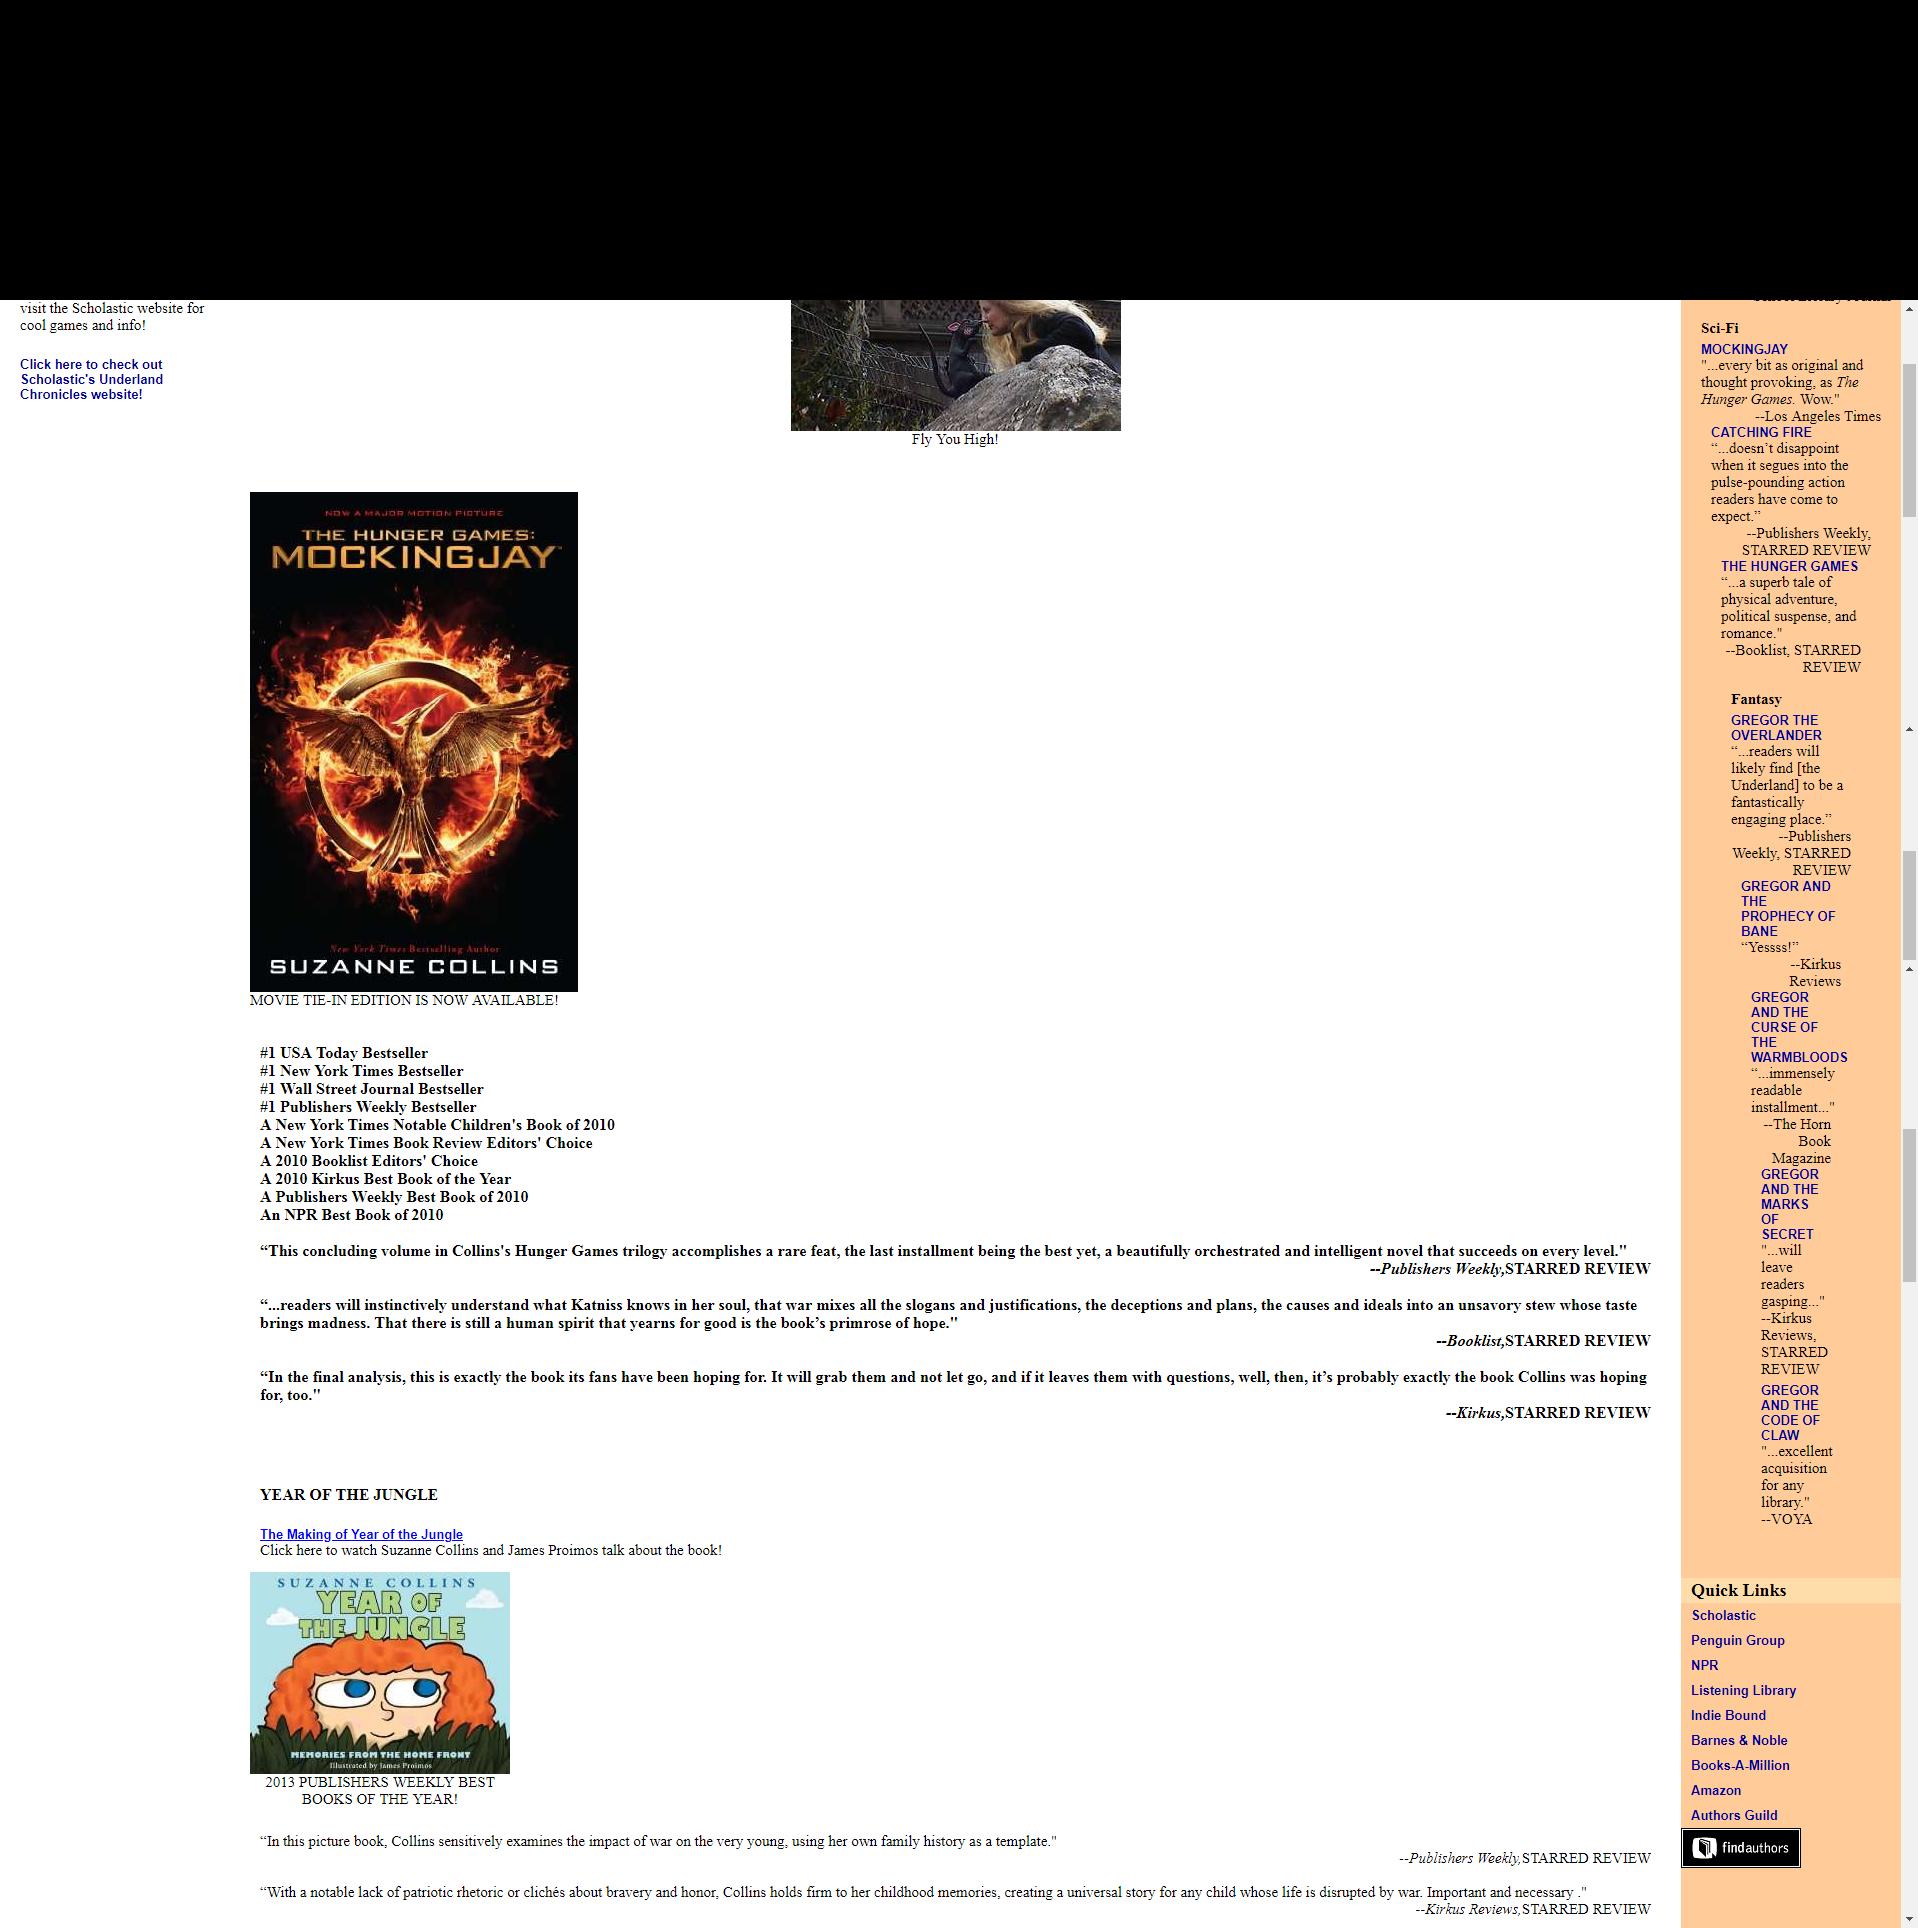 visit the Scholastic website for
cool games and info!
Click here to check out
Scholastic's Underland
Chronicles website!
Fly You High!
NOW A MAJOR MOTION PICTURE
THE HUNGER GAMES:
MOCKINGJAY™
New York Times Bestselling Author
SUZANNE COLLINS
MOVIE TIE-IN EDITION IS NOW AVAILABLE!
#1 USA Today Bestseller
#1 New York Times Bestseller
#1 Wall Street Journal Bestseller
#1 Publishers Weekly Bestseller
A New York Times Notable Children's Book of 2010
A New York Times Book Review Editors' Choice
A 2010 Booklist Editors' Choice
A 2010 Kirkus Best Book of the Year
A Publishers Weekly Best Book of 2010
An NPR Best Book of 2010
“This concluding volume in Collins's Hunger Games trilogy accomplishes a rare feat, the last installment being the best yet, a beautifully orchestrated and intelligent novel that succeeds on every level."
--Publishers Weekly,STARRED REVIEW
“...readers will instinctively understand what Katniss knows in her soul, that war mixes all the slogans and justifications, the deceptions and plans, the causes and ideals into an unsavory stew whose taste
brings madness. That there is still a human spirit that yearns for good is the book’s primrose of hope."
--Booklist,STARRED REVIEW
“In the final analysis, this is exactly the book its fans have been hoping for. It will grab them and not let go, and if it leaves them with questions, well, then, it’s probably exactly the book Collins was hoping
for, too."
--Kirkus,STARRED REVIEW
YEAR OF THE JUNGLE
The Making of Year of the Jungle
Click here to watch Suzanne Collins and James Proimos talk about the book!
SUZANNE COLLINS
YEAR OF
THE JUNGLE
MEMORIES FROM THE HOME FRONT
Illustrated by James Proimos
2013 PUBLISHERS WEEKLY BEST
BOOKS OF THE YEAR!
“In this picture book, Collins sensitively examines the impact of war on the very young, using her own family history as a template."
--Publishers Weekly,STARRED REVIEW
“With a notable lack of patriotic rhetoric or clichés about bravery and honor, Collins holds firm to her childhood memories, creating a universal story for any child whose life is disrupted by war. Important and necessary ."
--Kirkus Reviews,STARRED REVIEW
Sci-Fi
MOCKINGJAY
"...every bit as original and
thought provoking, as The
Hunger Games. Wow."
--Los Angeles Times
CATCHING FIRE
“...doesn’t disappoint
when it segues into the
pulse-pounding action
readers have come to
expect.”
--Publishers Weekly,
STARRED REVIEW
THE HUNGER GAMES
“...a superb tale of
physical adventure,
political suspense, and
romance."
--Booklist, STARRED
REVIEW
Fantasy
GREGOR THE
OVERLANDER
“...readers will
likely find [the
Underland] to be a
fantastically
engaging place.”
--Publishers
Weekly, STARRED
REVIEW
GREGOR AND
THE
PROPHECY OF
BANE
“Yessss!”
--Kirkus
Reviews
GREGOR
AND THE
CURSE OF
THE
WARMBLOODS
“...immensely
readable
installment..."
--The Horn
Book
Magazine
GREGOR
AND THE
MARKS
OF
SECRET
"...will
leave
readers
gasping..."
--Kirkus
Reviews,
STARRED
REVIEW
GREGOR
AND THE
CODE OF
CLAW
"...excellent
acquisition
for any
library."
--VOYA
Quick Links
Scholastic
Penguin Group
NPR
Listening Library
Indie Bound
Barnes & Noble
Books-A-Million
Amazon
Authors Guild
findauthors